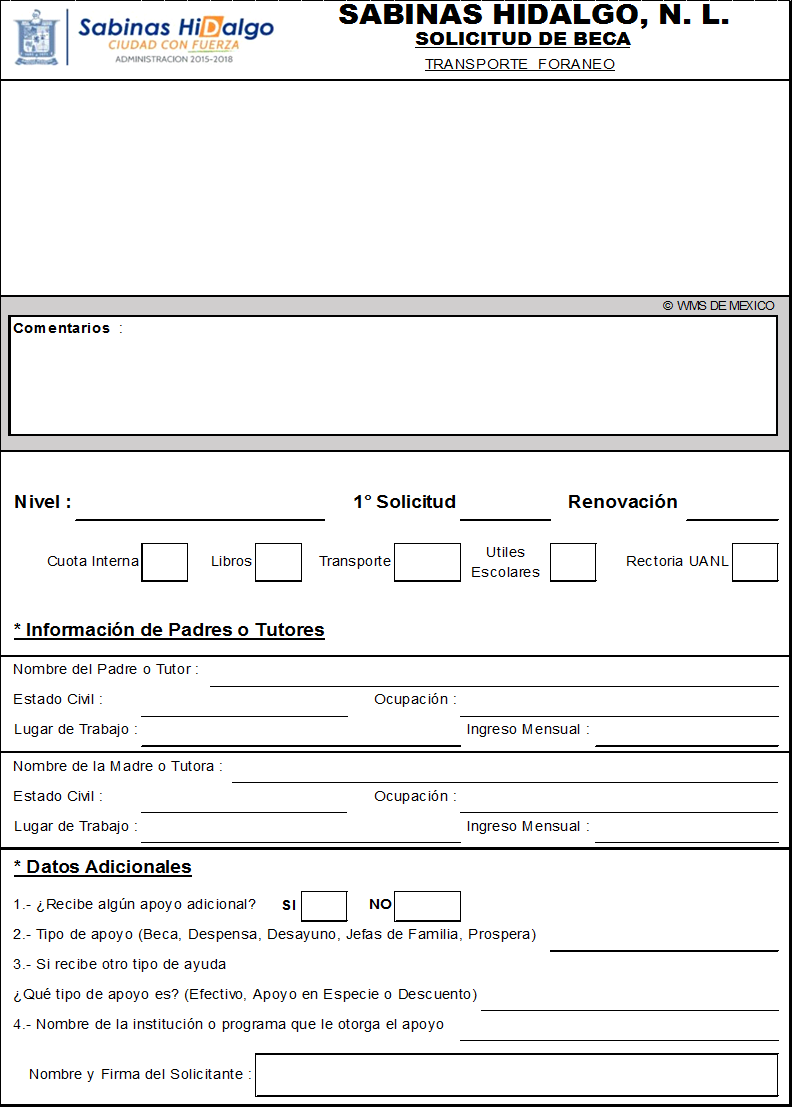 Sabinas HiDalgo
CIUDAD CON FUERZA
ADMINISTRACION 2015-2018
SABINAS HIDALGO, N. L.
SOLICITUD DE BECA
TRANSPORTE FORANEO
© WMS DE MEXICO
Comentarios :
Nivel : 1° Solicitud Renovación
Cuota Interna Libros Transporte Utiles Escolares Rectoria UANL
* Información de Padres o Tutores
Nombre del Padre o Tutor :
Estado Civil : Ocupación :
Lugar de Trabajo : Ingreso Mensual :
Nombre de la Madre o Tutora :
Estado Civil : Ocupación :
Lugar de Trabajo : Ingreso Mensual :
* Datos Adicionales
1.- ¿Recibe algún apoyo adicional? SI NO
2.- Tipo de apoyo (Beca, Despensa, Desayuno, Jefas de Familia, Prospera)
3.- Si recibe otro tipo de ayuda
¿Qué tipo de apoyo es? (Efectivo, Apoyo en Especie o Descuento)
4.- Nombre de la institución o programa que le otorga el apoyo
Nombre y Firma del Solicitante :